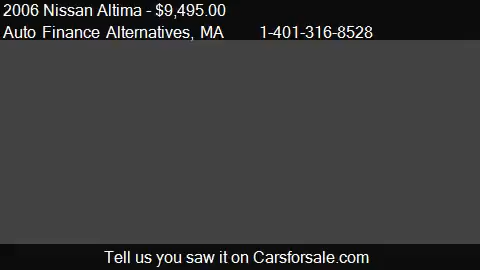 2006 Nissan Altima - $9,495.00
Auto Finance Alternatives, MA 1-401-316-8528
Tell us you saw it on Carsforsale.com